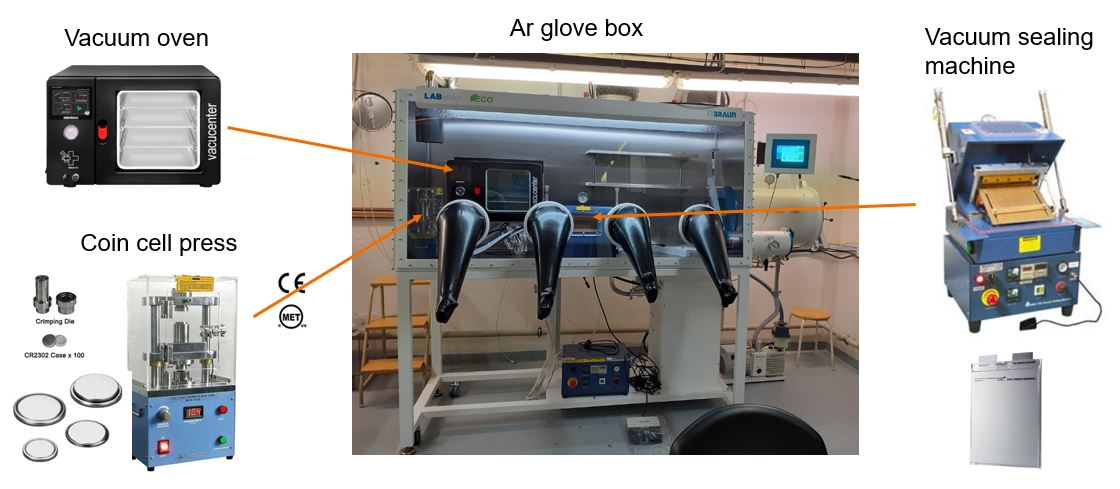 Vacuum oven
Ar glove box
Vacuum sealing
machine
vacucenter
LAB
ECO
BRAUN
vacucenter
Coin cell press
CE
MET
C US
Crimping Die
CR2302 Case x 100